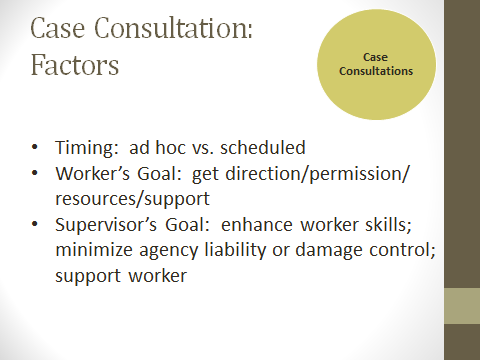 Case Consultation:
Factors
Case
Consultations
• Timing:  ad hoc vs. scheduled
• Worker’s Goal:  get direction/permission/
resources/support
• Supervisor’s Goal:  enhance worker skills;
minimize agency liability or damage control;
support worker